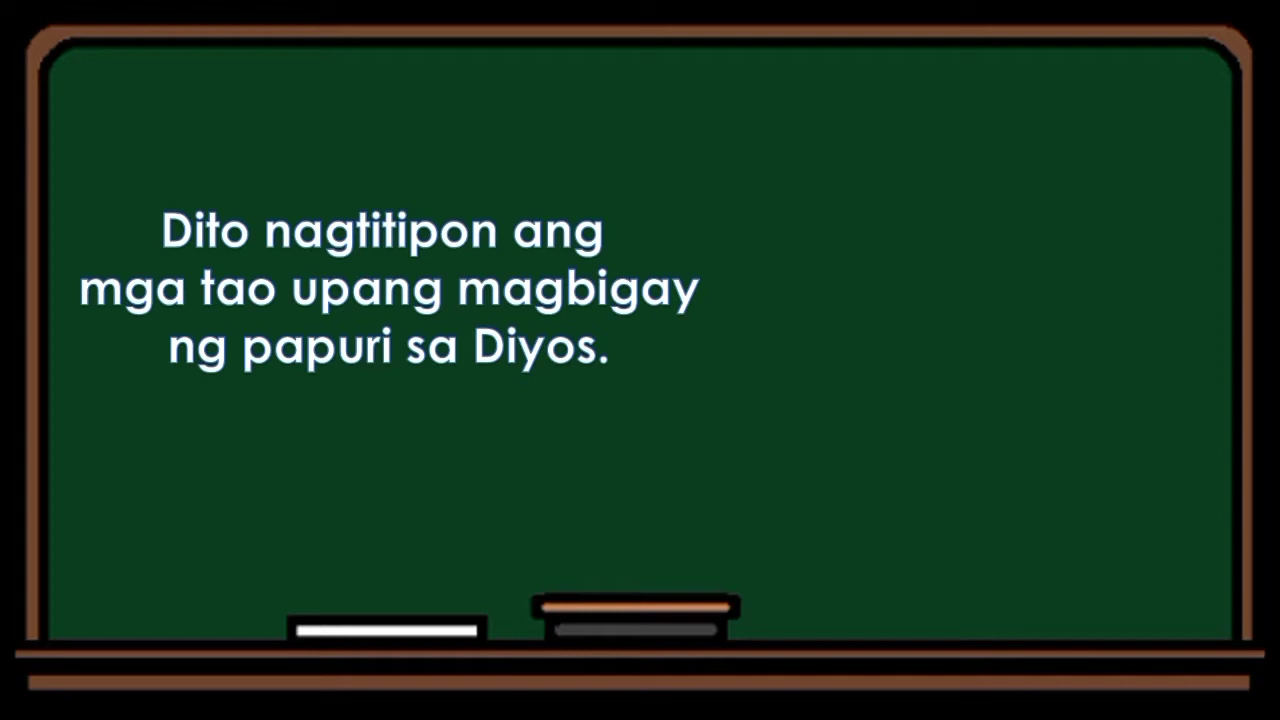 Dito nagtitipon ang
mga tao upang magbigay
ng papuri sa Diyos.